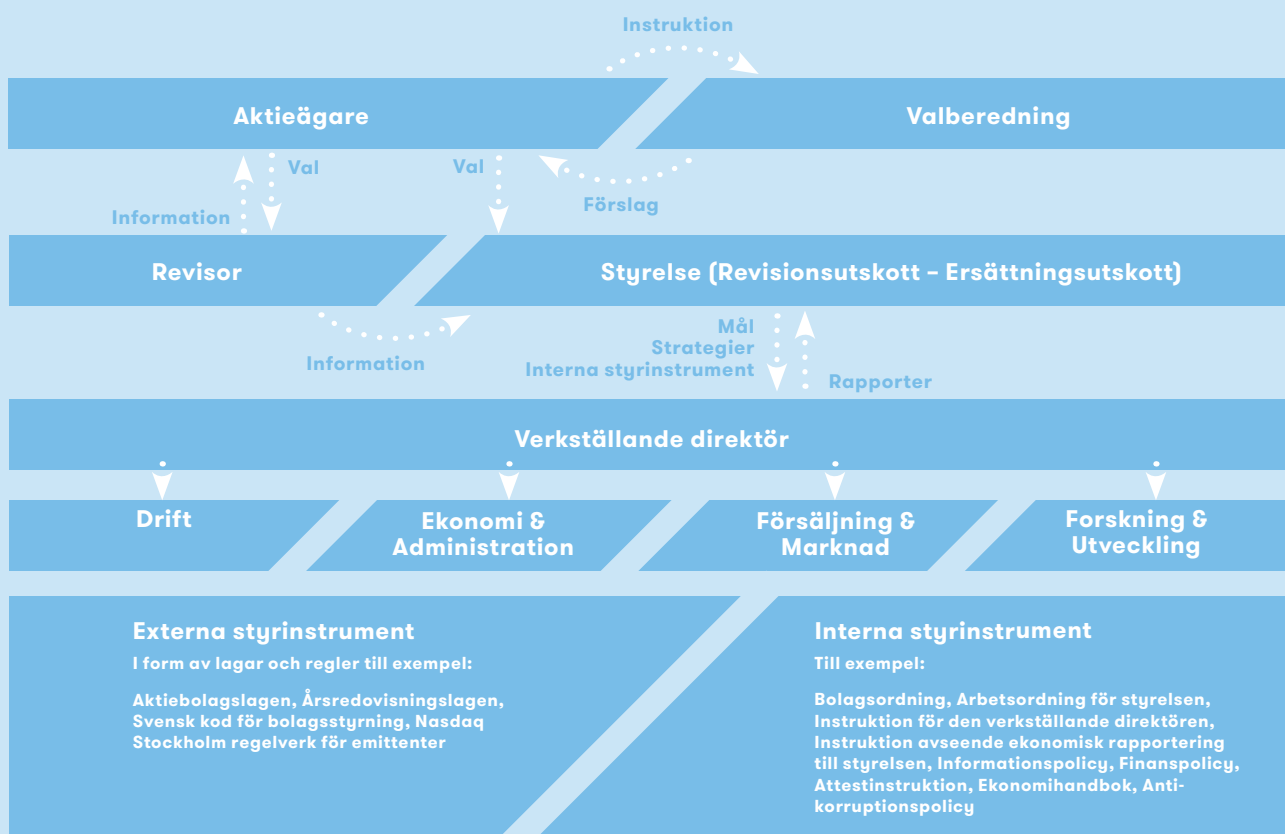 Instruktion
Aktieägare
Valberedning
Val
Val
Information
Förslag
Revisor
Styrelse (Revisionsutskott – Ersättningsutskott)
Information
Mål
Strategier
Interna styrinstrument
Rapporter
Verkställande direktör
Drift
Ekonomi &
Administration
Försäljning &
Marknad
Forskning &
Utveckling
Externa styrinstrument
I form av lagar och regler till exempel:
Aktiebolagslagen, Årsredovisningslagen,
Svensk kod för bolagsstyrning, Nasdaq
Stockholm regelverk för emittenter
Interna styrinstrument
Till exempel:
Bolagsordning, Arbetsordning för styrelsen,
Instruktion för den verkställande direktören,
Instruktion avseende ekonomisk rapportering
till styrelsen, Informationspolicy, Finanspolicy,
Attestinstruktion, Ekonomihandbok, Anti-
korruptionspolicy